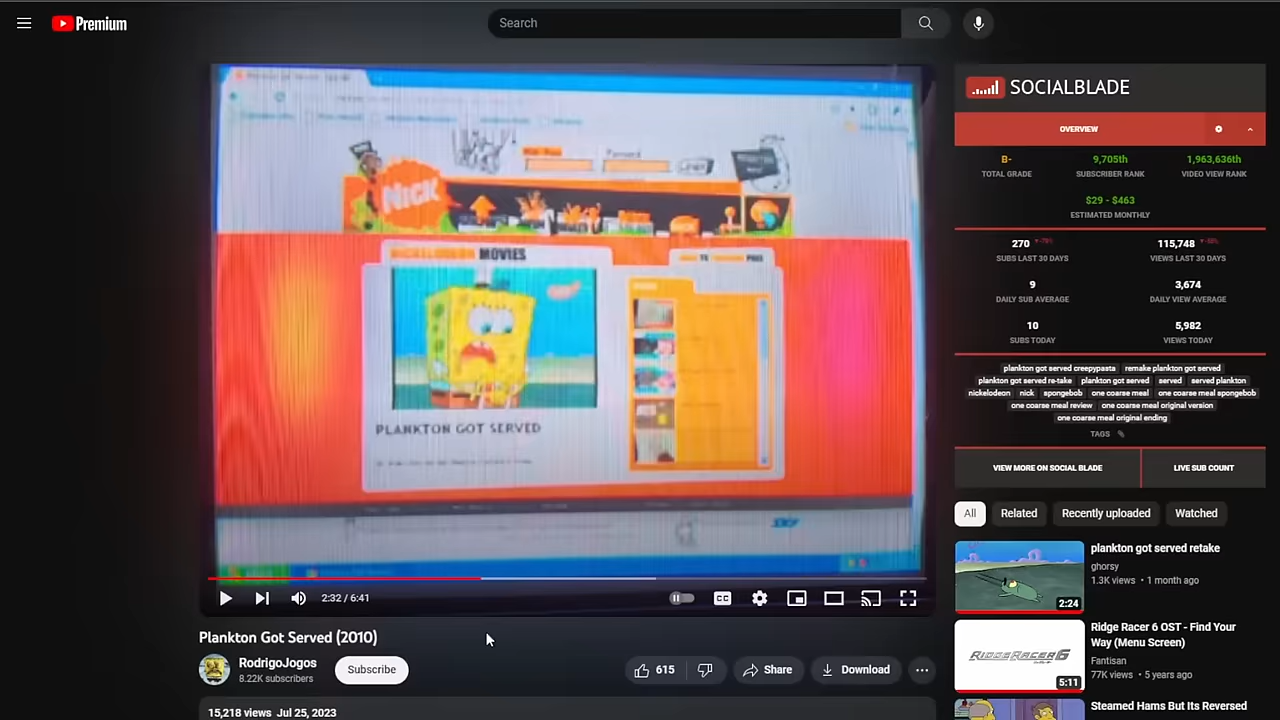 Premium
Search
NICK
NICKELODEON MOVIES
PLANKTON GOT SERVED
2:32 / 6:41
CC
Plankton Got Served (2010)
RodrigoJogos
8.22K subscribers
Subscribe
615
Share
Download
15,218 views Jul 25, 2023
SOCIALBLADE
OVERVIEW
B- 9,705th 1,963,636th
TOTAL GRADE SUBSCRIBER RANK VIDEO VIEW RANK
$29 - $463
ESTIMATED MONTHLY
270 115,748
SUBS LAST 30 DAYS VIEWS LAST 30 DAYS
9 3,674
DAILY SUB AVERAGE DAILY VIEW AVERAGE
10 5,982
SUBS TODAY VIEWS TODAY
plankton got served creepypasta remake plankton got served
plankton got served re-take plankton got served served served plankton
nickelodeon nick spongebob one coarse meal one coarse meal spongebob
one coarse meal review one coarse meal original version
one coarse meal original ending
TAGS
VIEW MORE ON SOCIAL BLADE LIVE SUB COUNT
All Related Recently uploaded Watched
plankton got served retake
ghorsy
1.3K views • 1 month ago
2:24
Ridge Racer 6 OST - Find Your
Way (Menu Screen)
Fantisan
77K views • 5 years ago
RIDGE RACER 6
5:11
Steamed Hams But Its Reversed